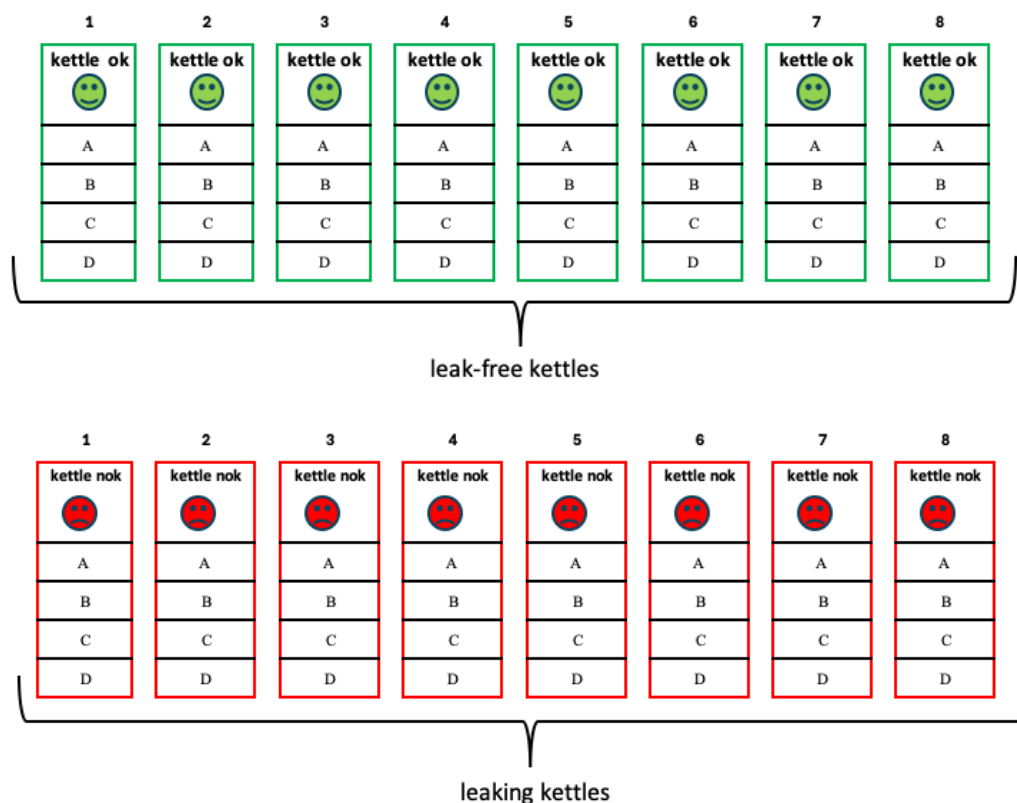 1 2 3 4 5 6 7 8
kettle ok kettle ok kettle ok kettle ok kettle ok kettle ok kettle ok kettle ok
A A A A A A A A
B B B B B B B B
C C C C C C C C
D D D D D D D D
leak-free kettles
1 2 3 4 5 6 7 8
kettle nok kettle nok kettle nok kettle nok kettle nok kettle nok kettle nok kettle nok
A A A A A A A A
B B B B B B B B
C C C C C C C C
D D D D D D D D
leaking kettles